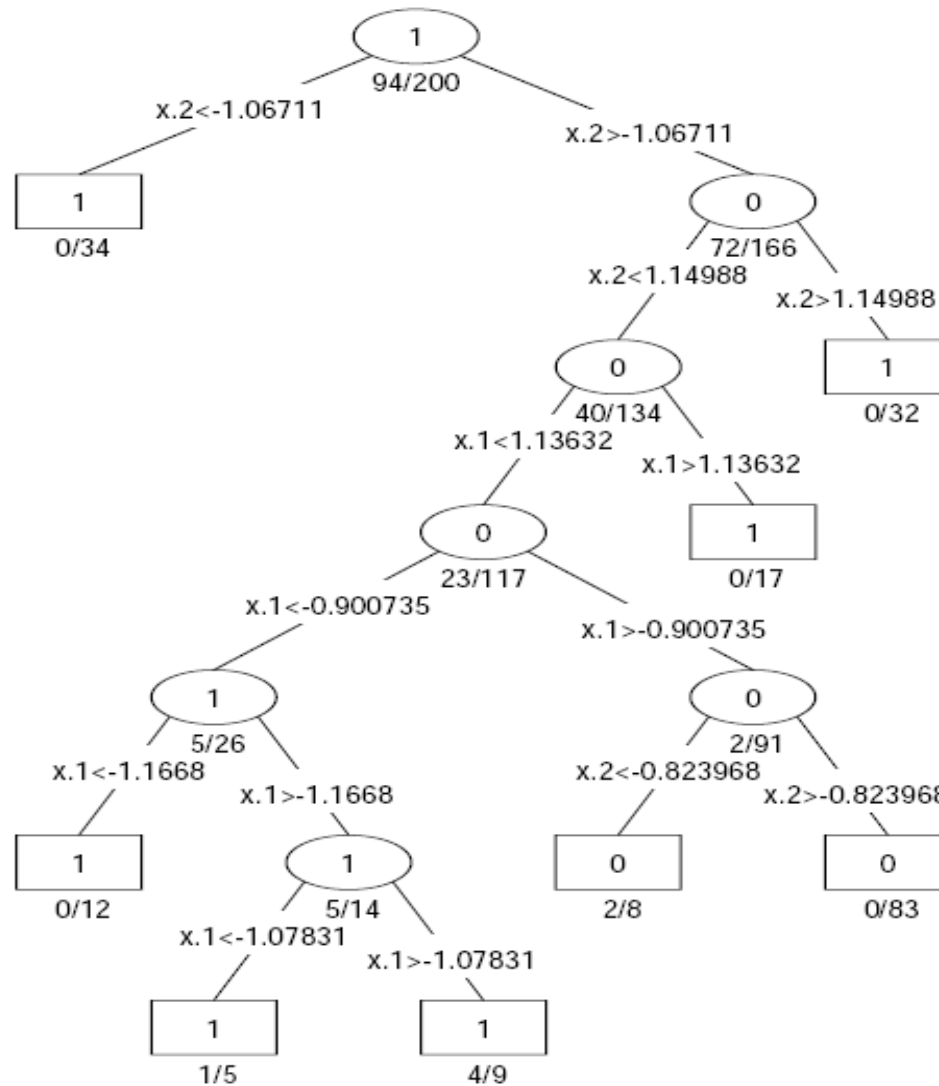 1
94/200
x.2<-1.06711
x.2>-1.06711
1
0/34
0
72/166
x.2<1.14988
x.2>1.14988
0
40/134
1
0/32
x.1<1.13632
x.1>1.13632
0
23/117
1
0/17
x.1<-0.900735
x.1>-0.900735
1
5/26
0
2/91
x.1<-1.1668
x.1>-1.1668
x.2<-0.823968
x.2>-0.823968
1
0/12
1
5/14
0
2/8
0
0/83
x.1<-1.07831
x.1>-1.07831
1
1/5
1
4/9